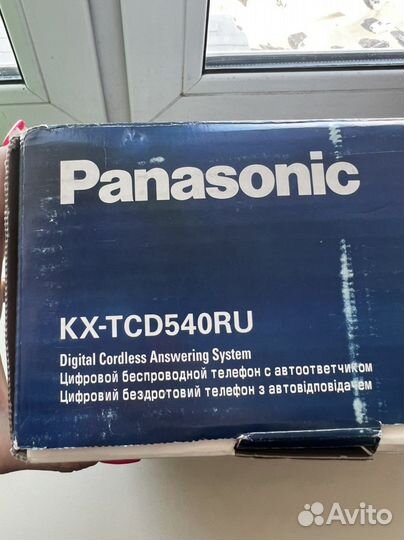 Panasonic
KX-TCD540RU
Digital Cordless Answering System
Цифровой беспроводной телефон с автоответчиком
Цифровий бездротовий телефон з автовідповідачем
Avito